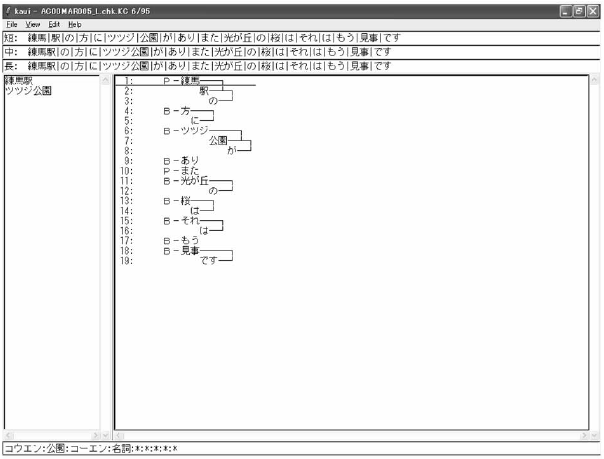 kaui - AC00MAR005_L.chk.KC 6/95
File View Edit Help
短: 練馬|駅|の|方|に|ツツジ|公園|が|あり|また|光が丘|の|桜|は|それ|は|もう|見事|です
中: 練馬駅|の|方|に|ツツジ公園|が|あり|また|光が丘|の|桜|は|それ|は|もう|見事|です
長: 練馬駅|の|方|に|ツツジ公園|が|あり|また|光が丘|の|桜|は|それ|は|もう|見事|です
練馬駅
ツツジ公園
1: P-練馬
2: 駅
3: の
4: B-方
5: に
6: B-ツツジ
7: 公園
8: が
9: B-あり
10: P-また
11: B-光が丘
12: の
13: B-桜
14: は
15: B-それ
16: は
17: B-もう
18: B-見事
19: です
コウエン:公園:コーエン:名詞:*:*:*:*:*